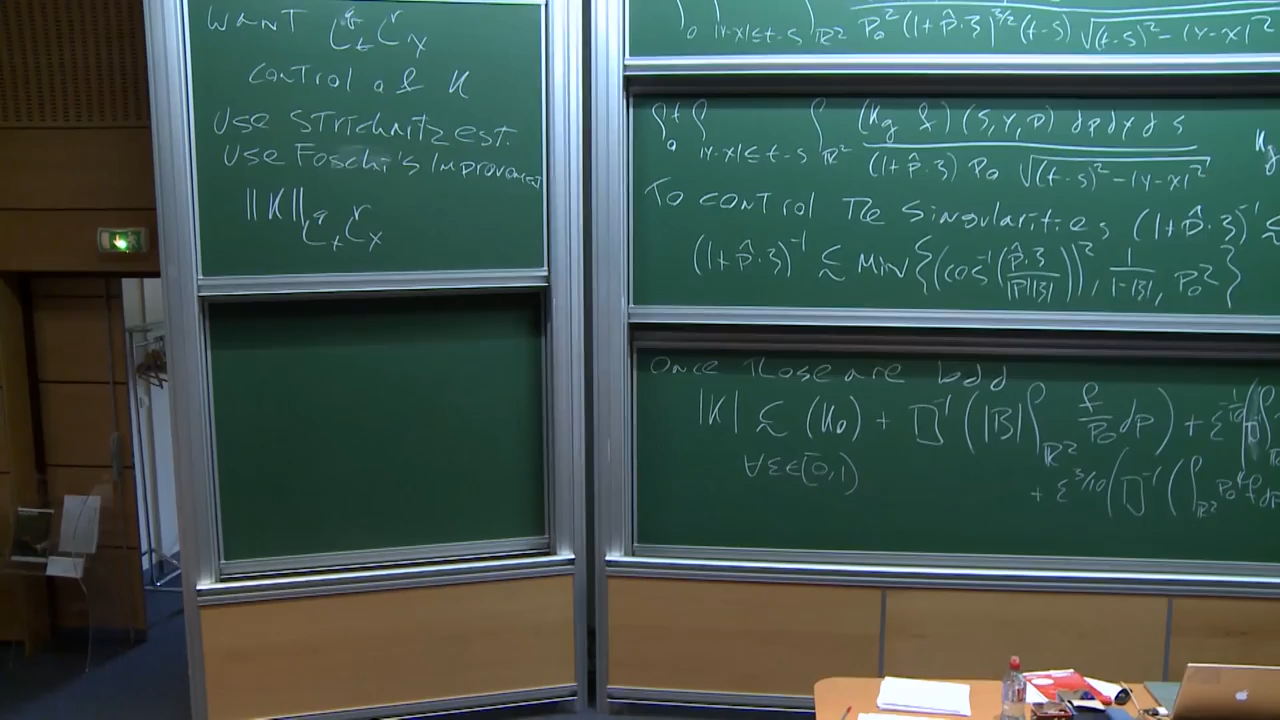 WANT L^q_t L^r_x
Control of K
Use Strichartz est.
Use Foschi's Improvement
‖K‖_{L^q_t L^r_x}
∫_0 ∫_{|y-x|≤t-s} ∫_{ℝ²} p_0² (1+p̂·ξ)^{3/2} (t-s) √((t-s)²-|y-x|²)
∫_0^t ∫_{|y-x|≤t-s} ∫_{ℝ²} (K_g f)(s,y,p) dp dy ds / ((1+p̂·ξ) p_0 √((t-s)²-|y-x|²)) K_g
To control the singularities (1+p̂·ξ)^{-1} ≲
(1+p̂·ξ)^{-1} ≲ min{(cos^{-1}(p̂·ξ/|p||ξ|))², 1/(1-|ξ|), p_0²}
Once those are bdd
|K| ≲ (K_0) + □^{-1}(|B| ∫_{ℝ²} f/p_0 dp) + ε^{-1/10}
∀ε∈(0,1) + ε^{3/10}(□^{-1}(∫_{ℝ²} p_0^4 f dp